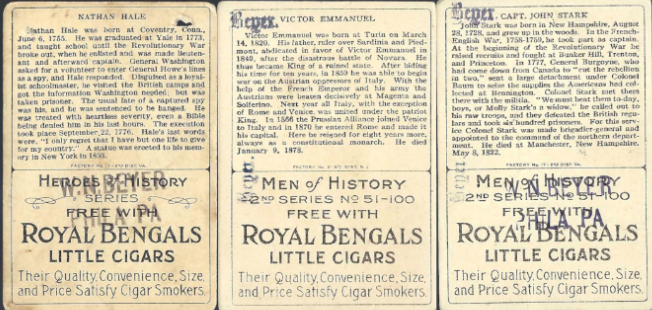 NATHAN HALE
Nathan Hale was born at Coventry, Conn.,
June 6, 1755. He was graduated at Yale in 1773,
and taught school until the Revolutionary War
broke out, when he enlisted and was made lieuten-
ant and afterward captain. General Washington
asked for a volunteer to enter General Howe's lines
as a spy, and Hale responded. Disguised as a loyal-
ist schoolmaster, he visited the British camps and
got the information Washington needed, but was
taken prisoner. The usual fate of a captured spy
was his, and he was sentenced to be hanged. He
was treated with heartless severity, even a Bible
being denied him in his last hours. The execution
took place September 22, 1776. Hale's last words
were, "I only regret that I have but one life to give
for my country." A statue was erected to his mem-
ory in New York in 1893.
HEROES OF HISTORY
SERIES
FREE WITH
ROYAL BENGALS
LITTLE CIGARS
Their Quality, Convenience, Size,
and Price Satisfy Cigar Smokers.
W. N. BEYER
PHILA PA
Beyer
VICTOR EMMANUEL
Victor Emmanuel was born at Turin on March
14, 1820. His father, ruler over Sardinia and Pied-
mont, abdicated in favor of Victor Emmanuel in
1849, after the disastrous battle of Novara. He
thus became King of a ruined state. After biding
his time for ten years, in 1859 he was able to begin
war on the Austrian oppressors of Italy. With the
help of the French Emperor and his army the
Austrians were beaten decisively at Magenta and
Solferino. Next year all Italy, with the exception
of Rome and Venice was united under the patriot
King. In 1866 the Prussian Alliance joined Venice
to Italy and in 1870 he entered Rome and made it
his capital. Here he reigned for eight years more,
always as a constitutional monarch. He died
January 9, 1878.
Beyer
MEN OF HISTORY
2ND SERIES Nº 51-100
FREE WITH
ROYAL BENGALS
LITTLE CIGARS
Their Quality, Convenience, Size,
and Price Satisfy Cigar Smokers.
Beyer
CAPT. JOHN STARK
John Stark was born in New Hampshire, August
28, 1728, and grew up in the woods. In the French-
English War, 1755-1759, he took part as captain.
At the beginning of the Revolutionary War he
raised recruits and fought at Bunker Hill, Trenton,
and Princeton. In 1777, General Burgoyne, who
had come down from Canada to "cut the rebellion
in two," sent a large detachment under Colonel
Baum to seize the supplies the Americans had col-
lected at Bennington. Colonel Stark met them
there with the militia. "We must beat them to-day,
boys, or Molly Stark's a widow," he called out to
his raw troops, and they defeated the British regu-
lars and took six hundred prisoners. For this serv-
ice Colonel Stark was made brigadier-general and
appointed to the command of the northern depart-
ment. He died at Manchester, New Hampshire,
May 8, 1822.
Beyer
MEN OF HISTORY
2ND SERIES Nº 51-100
FREE WITH
ROYAL BENGALS
LITTLE CIGARS
Their Quality, Convenience, Size,
and Price Satisfy Cigar Smokers.
W. N. BEYER
PHILA. PA